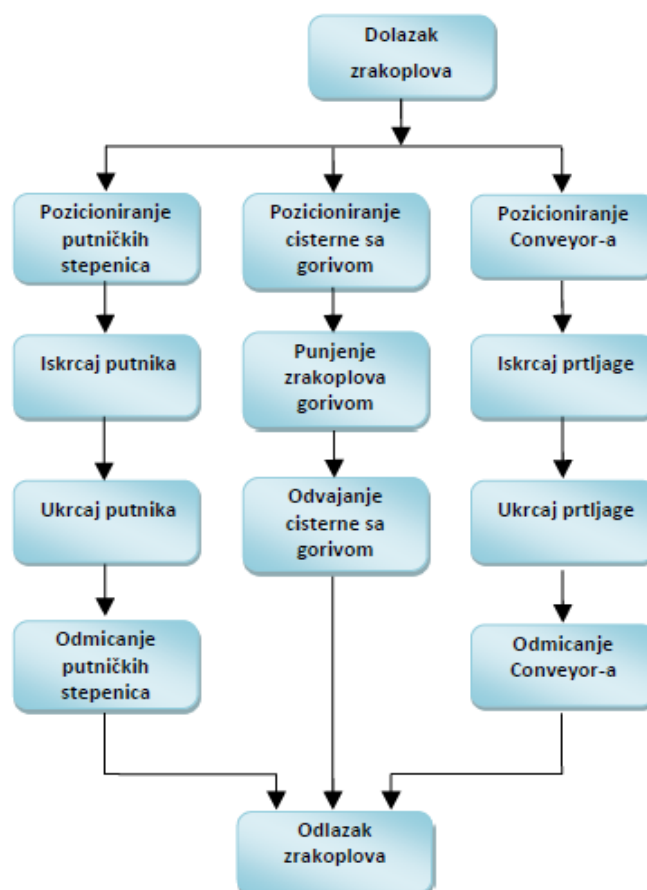 Dolazak
zrakoplova
Pozicioniranje
putničkih
stepenica
Pozicioniranje
cisterne sa
gorivom
Pozicioniranje
Conveyor-a
Iskrcaj putnika
Punjenje
zrakoplova
gorivom
Iskrcaj prtljage
Ukrcaj putnika
Odvajanje
cisterne sa
gorivom
Ukrcaj prtljage
Odmicanje
putničkih
stepenica
Odmicanje
Conveyor-a
Odlazak
zrakoplova